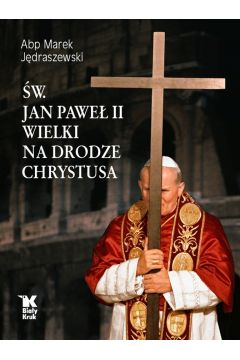 Abp Marek
Jędraszewski
ŚW.
JAN PAWEŁ II
WIELKI
NA DRODZE
CHRYSTUSA
Biały
Kruk